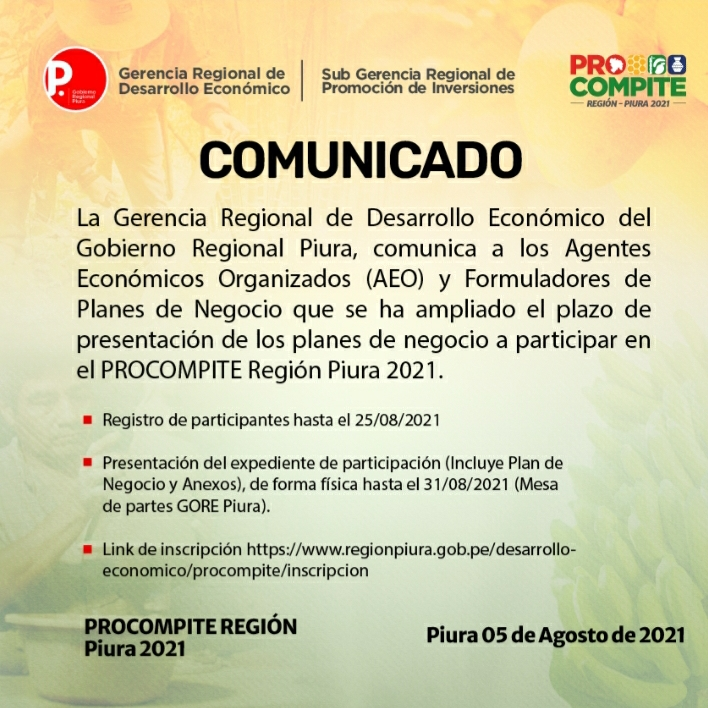 P.
Gobierno
Regional
Piura
Gerencia Regional de
Desarrollo Económico
Sub Gerencia Regional de
Promoción de Inversiones
PRO
COMPITE
REGIÓN - PIURA 2021
COMUNICADO
La Gerencia Regional de Desarrollo Económico del
Gobierno Regional Piura, comunica a los Agentes
Económicos Organizados (AEO) y Formuladores de
Planes de Negocio que se ha ampliado el plazo de
presentación de los planes de negocio a participar en
el PROCOMPITE Región Piura 2021.
Registro de participantes hasta el 25/08/2021
Presentación del expediente de participación (Incluye Plan de
Negocio y Anexos), de forma física hasta el 31/08/2021 (Mesa
de partes GORE Piura).
Link de inscripción https://www.regionpiura.gob.pe/desarrollo-
economico/procompite/inscripcion
PROCOMPITE REGIÓN
Piura 2021
Piura 05 de Agosto de 2021